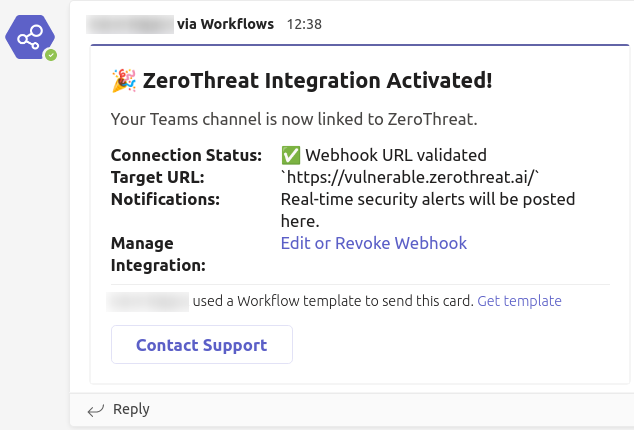 via Workflows 12:38
🎉 ZeroThreat Integration Activated!
Your Teams channel is now linked to ZeroThreat.
Connection Status: ✅ Webhook URL validated
Target URL: `https://vulnerable.zerothreat.ai/`
Notifications: Real-time security alerts will be posted
here.
Manage Edit or Revoke Webhook
Integration:
used a Workflow template to send this card. Get template
Contact Support
Reply